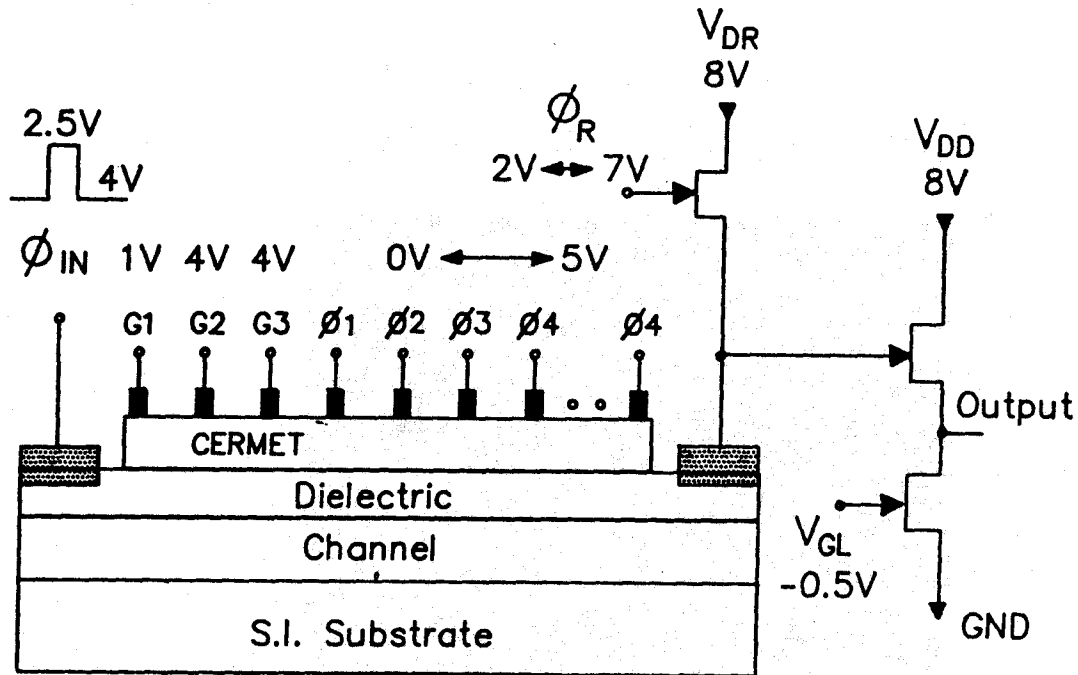 V_DR
8V
2.5V
4V
ϕ_R
2V ↔ 7V
V_DD
8V
ϕ_IN 1V 4V 4V 0V ↔ 5V
G1 G2 G3 ϕ1 ϕ2 ϕ3 ϕ4 ϕ4
Output
CERMET
Dielectric
Channel
V_GL
-0.5V
GND
S.I. Substrate